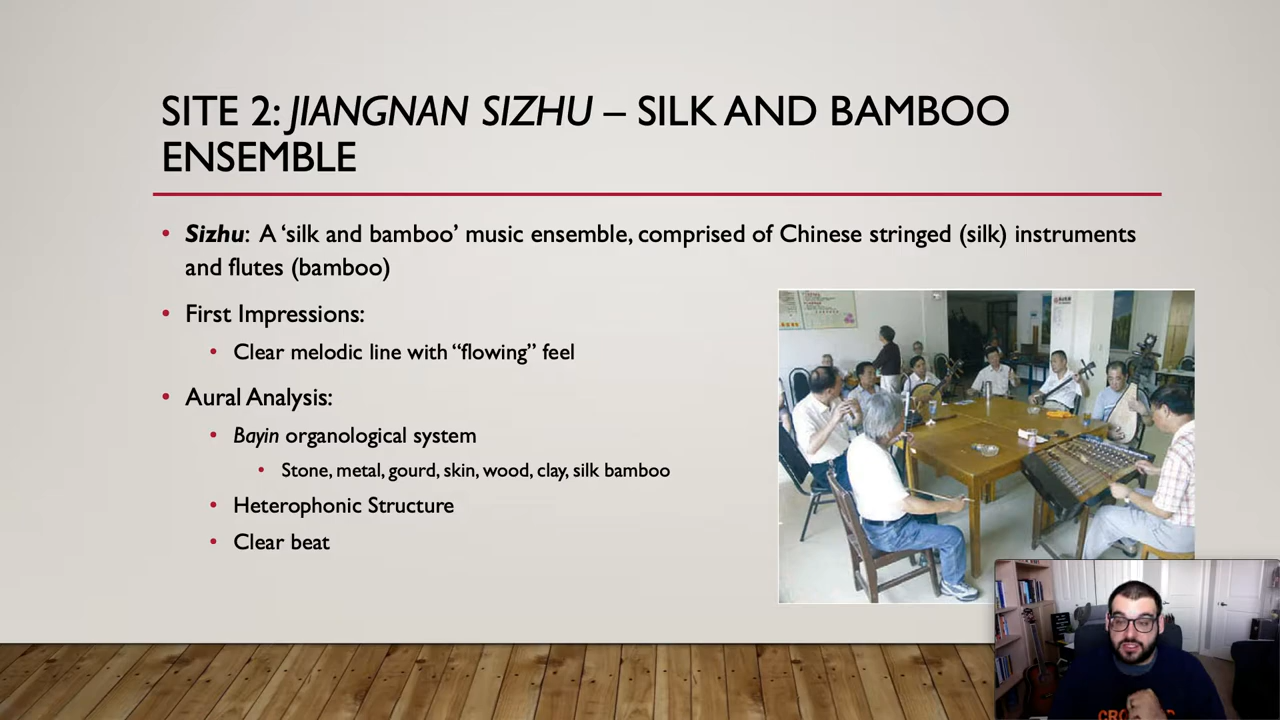 SITE 2: JIANGNAN SIZHU – SILK AND BAMBOO
ENSEMBLE
• Sizhu: A ‘silk and bamboo’ music ensemble, comprised of Chinese stringed (silk) instruments
and flutes (bamboo)
• First Impressions:
• Clear melodic line with “flowing” feel
• Aural Analysis:
• Bayin organological system
• Stone, metal, gourd, skin, wood, clay, silk bamboo
• Heterophonic Structure
• Clear beat